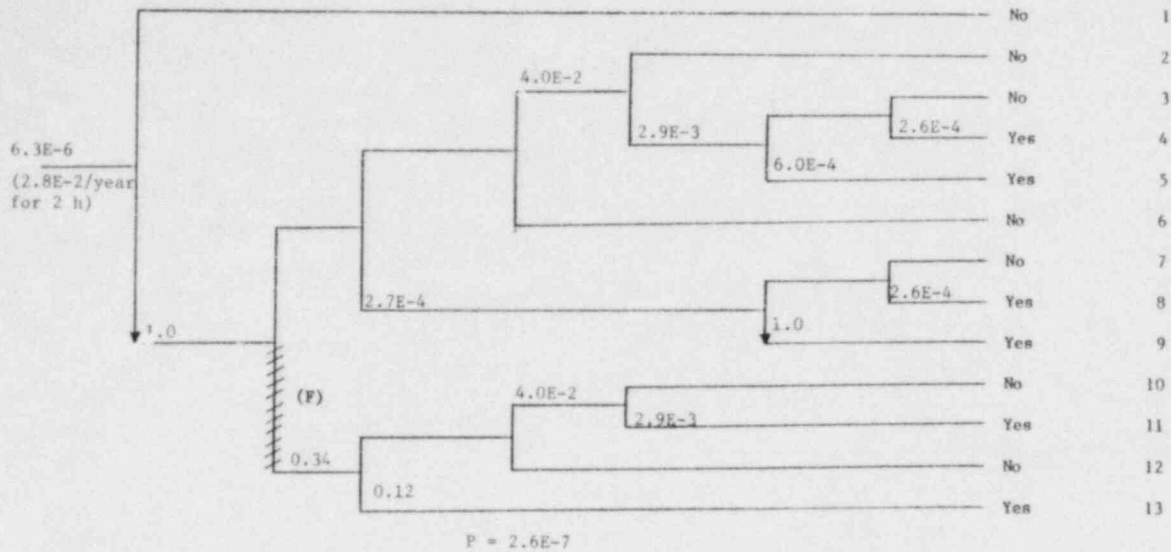 No 1
No 2
4.0E-2
No 3
2.6E-4
Yes 4
2.9E-3
6.0E-4
Yes 5
6.3E-6
(2.8E-2/year
for 2 h)
No 6
No 7
2.7E-4
2.6E-4
Yes 8
1.0
1.0
Yes 9
No 10
4.0E-2
(F)
2.9E-3
Yes 11
0.34
No 12
0.12
Yes 13
P = 2.6E-7